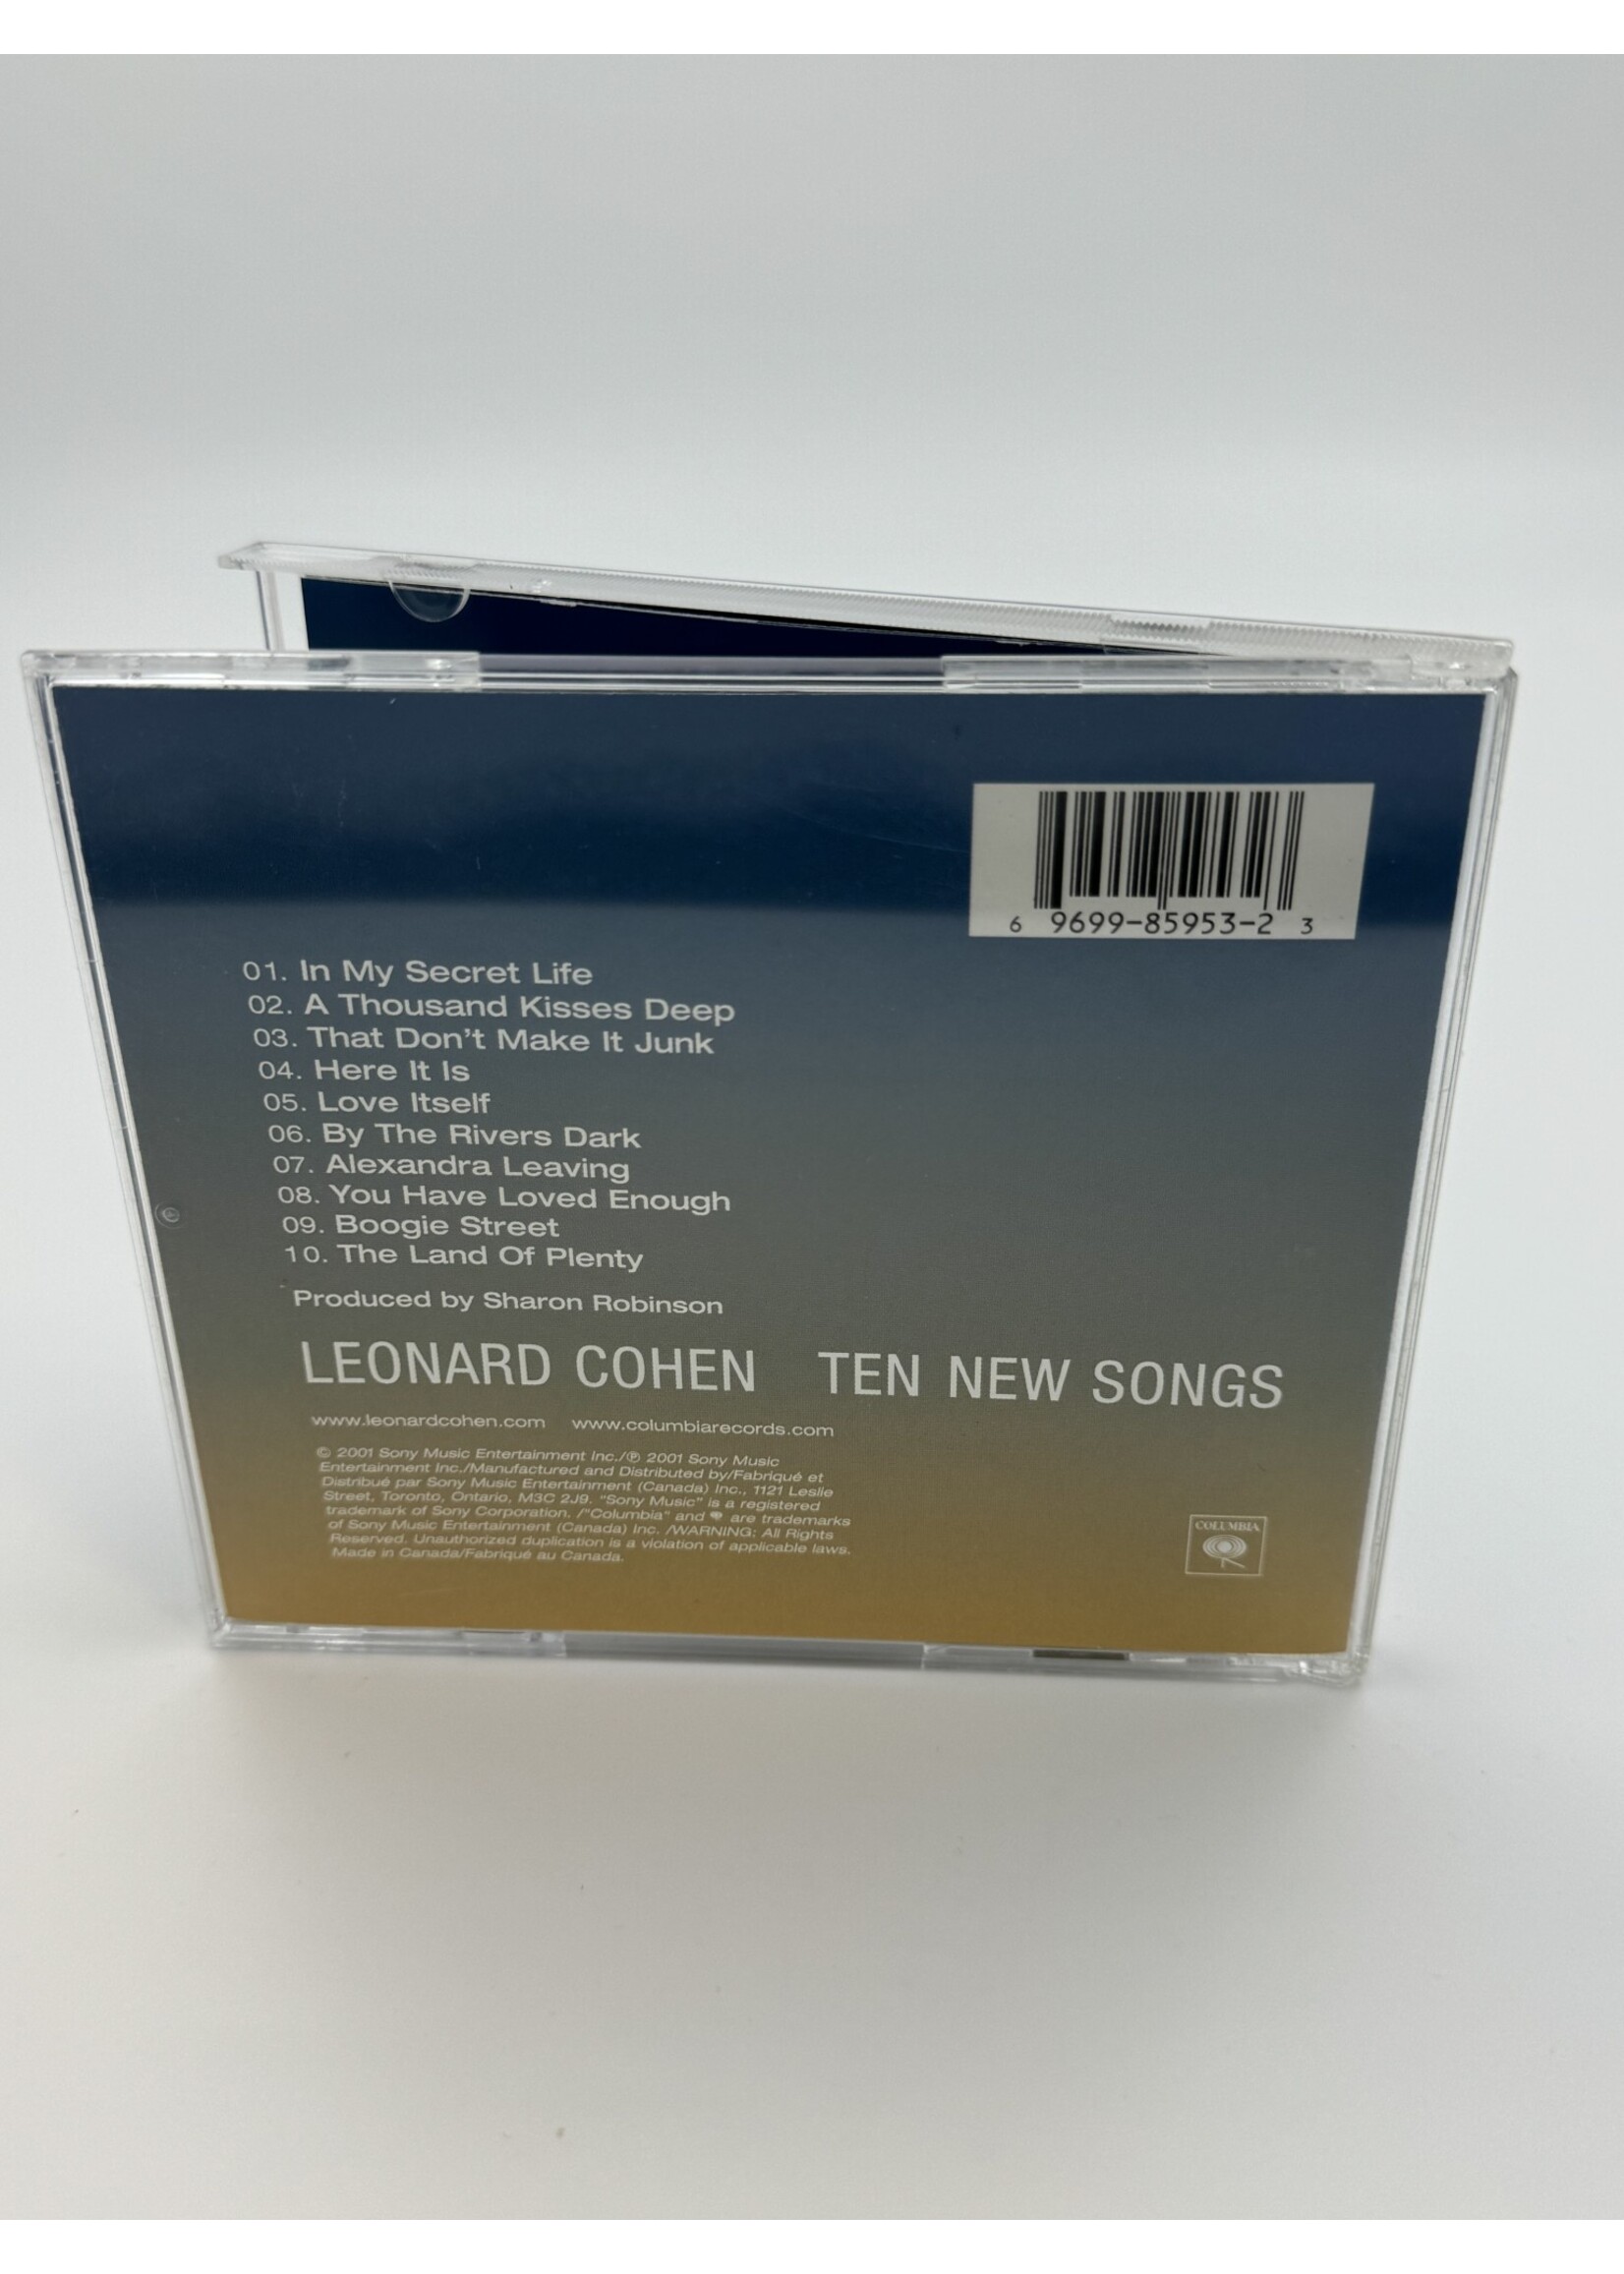 6 9699-85953-2 3
01. In My Secret Life
02. A Thousand Kisses Deep
03. That Don't Make It Junk
04. Here It Is
05. Love Itself
06. By The Rivers Dark
07. Alexandra Leaving
08. You Have Loved Enough
09. Boogie Street
10. The Land Of Plenty
Produced by Sharon Robinson
LEONARD COHEN TEN NEW SONGS
www.leonardcohen.com www.columbiarecords.com
© 2001 Sony Music Entertainment Inc./℗ 2001 Sony Music
Entertainment Inc./Manufactured and Distributed by/Fabriqué et
Distribué par Sony Music Entertainment (Canada) Inc., 1121 Leslie
Street, Toronto, Ontario, M3C 2J9. "Sony Music" is a registered
trademark of Sony Corporation. /"Columbia" and are trademarks
of Sony Music Entertainment (Canada) Inc. /WARNING: All Rights
Reserved. Unauthorized duplication is a violation of applicable laws.
Made in Canada/Fabriqué au Canada.
COLUMBIA